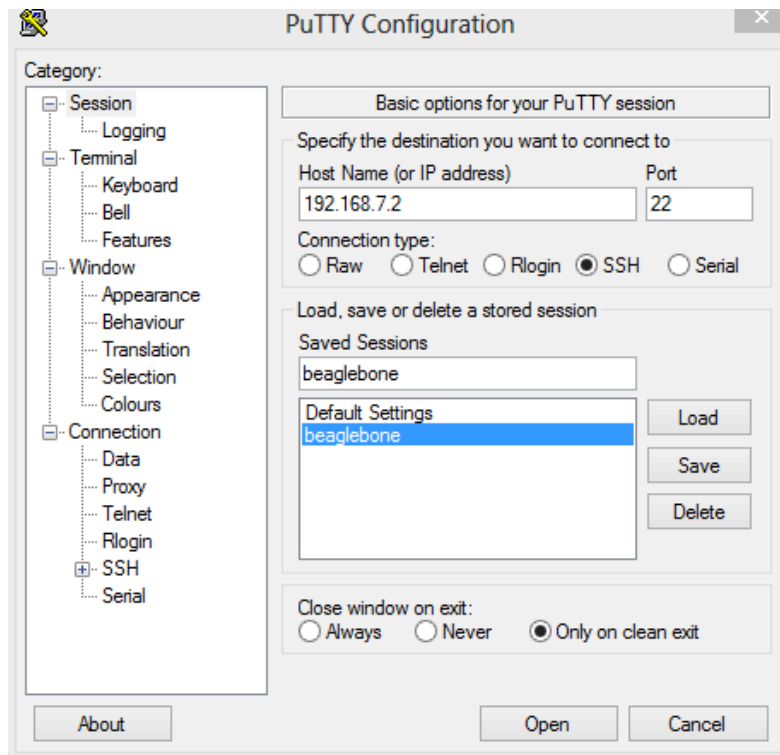 PuTTY Configuration
Category:
Session
Logging
Terminal
Keyboard
Bell
Features
Window
Appearance
Behaviour
Translation
Selection
Colours
Connection
Data
Proxy
Telnet
Rlogin
SSH
Serial
Basic options for your PuTTY session
Specify the destination you want to connect to
Host Name (or IP address) Port
192.168.7.2 22
Connection type:
Raw Telnet Rlogin SSH Serial
Load, save or delete a stored session
Saved Sessions
beaglebone
Default Settings
beaglebone
Load
Save
Delete
Close window on exit:
Always Never Only on clean exit
About Open Cancel